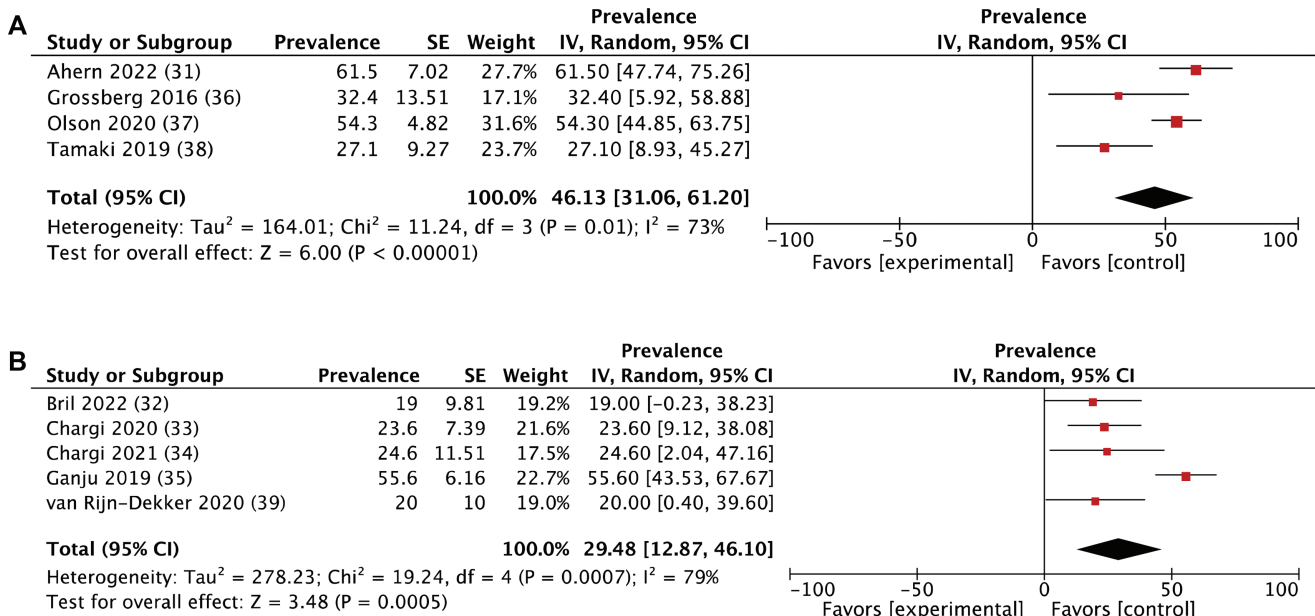 A
Prevalence Prevalence
Study or Subgroup Prevalence SE Weight IV, Random, 95% CI IV, Random, 95% CI
Ahern 2022 (31) 61.5 7.02 27.7% 61.50 [47.74, 75.26]
Grossberg 2016 (36) 32.4 13.51 17.1% 32.40 [5.92, 58.88]
Olson 2020 (37) 54.3 4.82 31.6% 54.30 [44.85, 63.75]
Tamaki 2019 (38) 27.1 9.27 23.7% 27.10 [8.93, 45.27]
Total (95% CI) 100.0% 46.13 [31.06, 61.20]
Heterogeneity: Tau² = 164.01; Chi² = 11.24, df = 3 (P = 0.01); I² = 73%
Test for overall effect: Z = 6.00 (P < 0.00001)
-100 -50 0 50 100
Favors [experimental] Favors [control]
B
Prevalence Prevalence
Study or Subgroup Prevalence SE Weight IV, Random, 95% CI IV, Random, 95% CI
Bril 2022 (32) 19 9.81 19.2% 19.00 [-0.23, 38.23]
Chargi 2020 (33) 23.6 7.39 21.6% 23.60 [9.12, 38.08]
Chargi 2021 (34) 24.6 11.51 17.5% 24.60 [2.04, 47.16]
Ganju 2019 (35) 55.6 6.16 22.7% 55.60 [43.53, 67.67]
van Rijn-Dekker 2020 (39) 20 10 19.0% 20.00 [0.40, 39.60]
Total (95% CI) 100.0% 29.48 [12.87, 46.10]
Heterogeneity: Tau² = 278.23; Chi² = 19.24, df = 4 (P = 0.0007); I² = 79%
Test for overall effect: Z = 3.48 (P = 0.0005)
-100 -50 0 50 100
Favors [experimental] Favors [control]